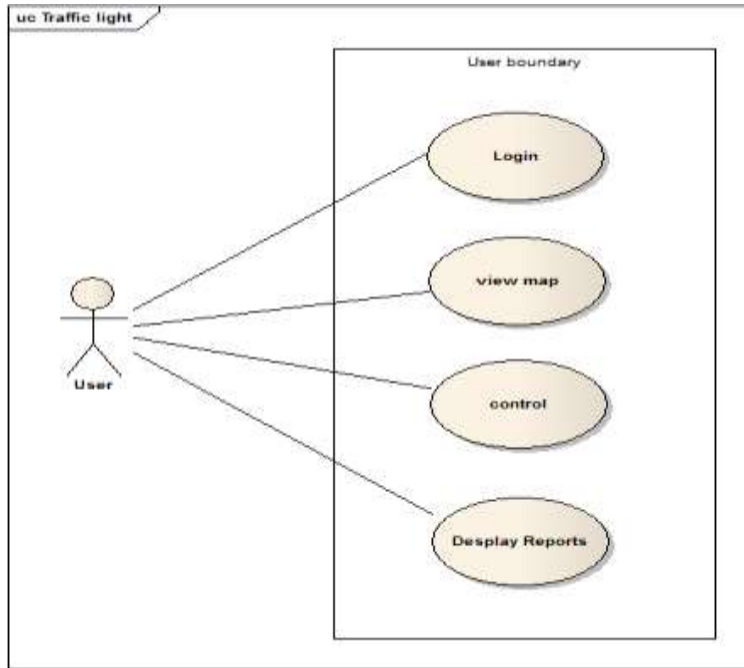 uc Traffic light
User boundary
Login
view map
User
control
Desplay Reports